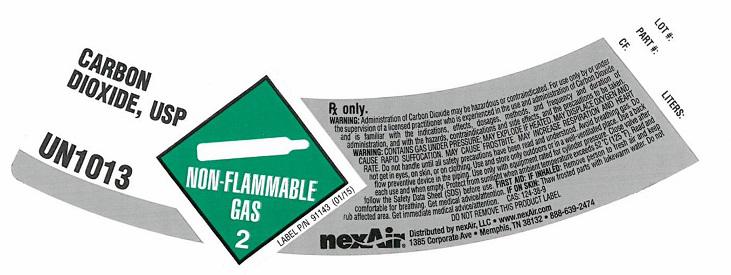 CARBON
DIOXIDE, USP
UN1013
NON-FLAMMABLE
GAS
2
LABEL P/N 91143 (01/15)
Rx only.
WARNING: Administration of Carbon Dioxide may be hazardous or contraindicated. For use only by or under
the supervision of a licensed practitioner who is experienced in the use and administration of Carbon Dioxide
and is familiar with the indications, effects, dosages, methods, and frequency and duration of
administration, and with the hazards, contraindications and side effects, and the precautions to be taken.
WARNING: CONTAINS GAS UNDER PRESSURE; MAY EXPLODE IF HEATED. MAY DISPLACE OXYGEN AND
CAUSE RAPID SUFFOCATION. MAY CAUSE FROSTBITE. MAY INCREASE RESPIRATION AND HEART
RATE. Do not handle until all safety precautions have been read and understood. Avoid breathing gas. Do
not get in eyes, on skin, or on clothing. Use and store only outdoors or in a well-ventilated place. Use a back
flow preventive device in the piping. Use only with equipment rated for cylinder pressure. Close valve after
each use and when empty. Protect from sunlight when ambient temperature exceeds 52°C (125°F). Read and
follow the Safety Data Sheet (SDS) before use. FIRST AID: IF INHALED: Remove person to fresh air and keep
comfortable for breathing. Get medical advice/attention. IF ON SKIN: Thaw frosted parts with lukewarm water. Do not
rub affected area. Get immediate medical advice/attention. CAS: 124-38-9
DO NOT REMOVE THIS PRODUCT LABEL.
nexAir
Distributed by nexAir, LLC • www.nexAir.com
1385 Corporate Ave • Memphis, TN 38132 • 888-639-2474
LOT #:
PART #:
CF:
LITERS: